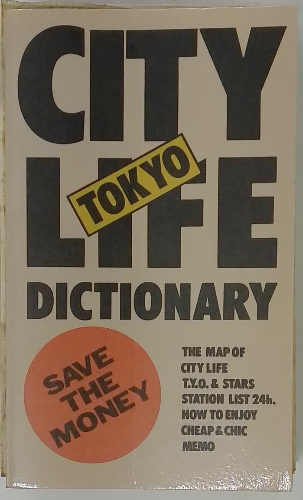 CITY
LIFE
TOKYO
DICTIONARY
SAVE
THE
MONEY
THE MAP OF
CITY LIFE
T.Y.O. & STARS
STATION LIST 24h.
HOW TO ENJOY
CHEAP & CHIC
MEMO